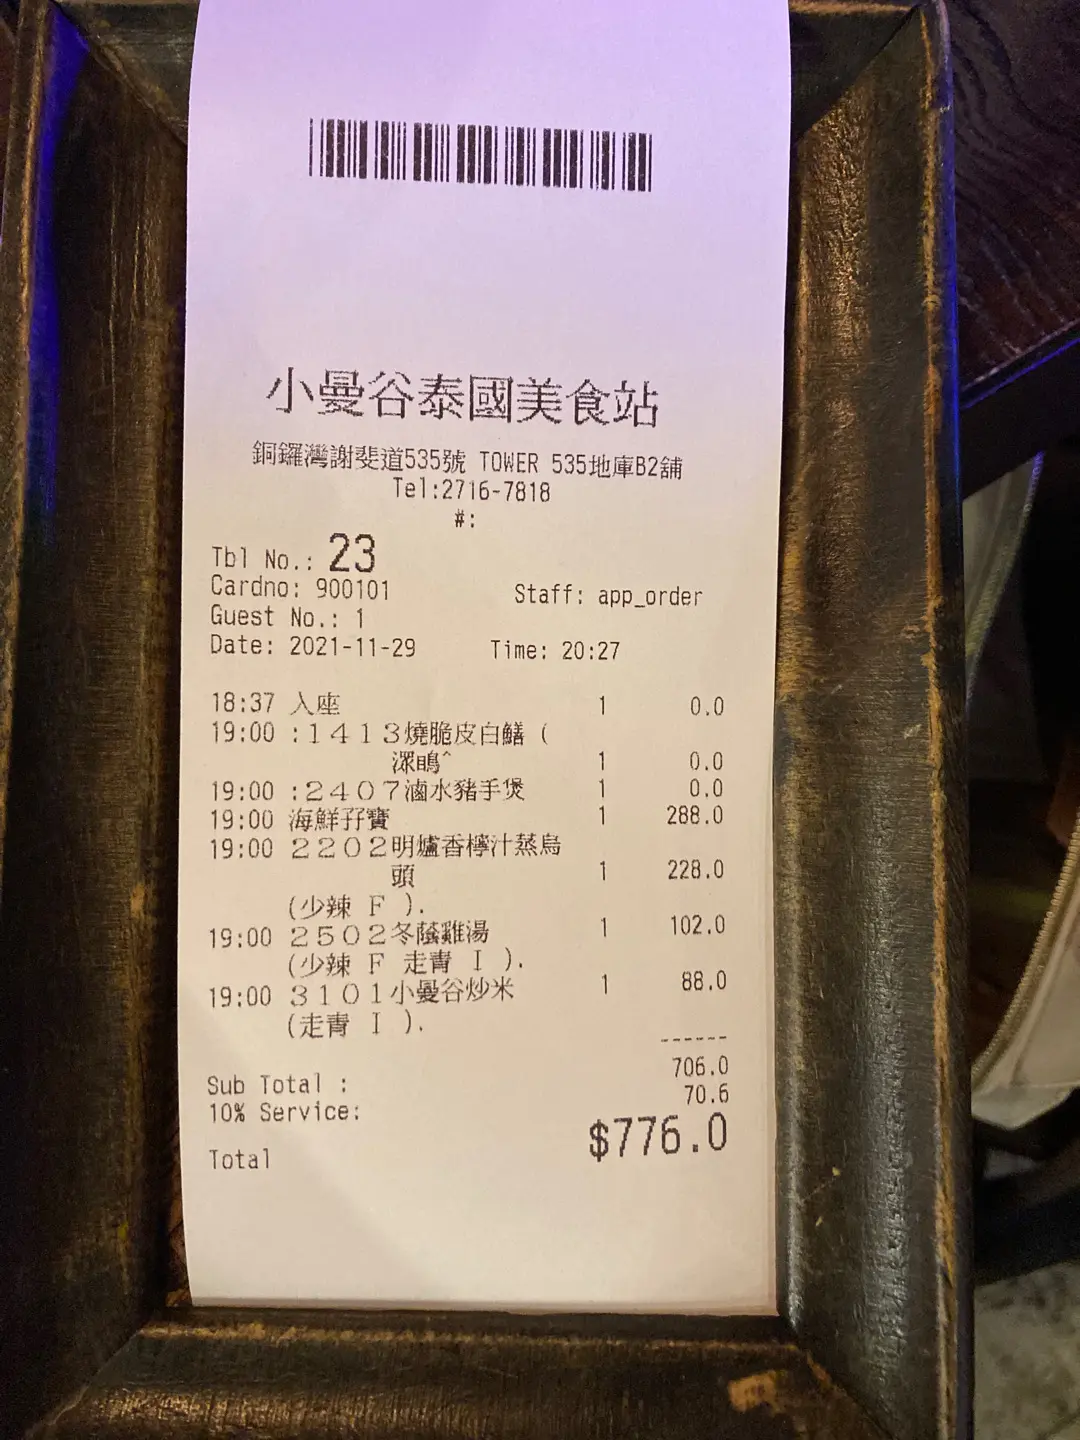 小曼谷泰國美食站
銅鑼灣謝斐道535號 TOWER 535地庫B2舖
Tel:2716-7818
#:
Tbl No.: 23
Cardno: 900101 Staff: app_order
Guest No.: 1
Date: 2021-11-29 Time: 20:27
18:37 入座 1 0.0
19:00 :1413燒脆皮白鱔 (
1 0.0
19:00 :2407滷水豬手煲 1 0.0
19:00 海鮮孖寶 1 288.0
19:00 2202明爐香檸汁蒸烏
頭 1 228.0
(少辣 F ).
19:00 2502冬蔭雞湯 1 102.0
(少辣 F 走青 I ).
19:00 3101小曼谷炒米 1 88.0
(走青 I ).
------
Sub Total : 706.0
10% Service: 70.6
Total $776.0